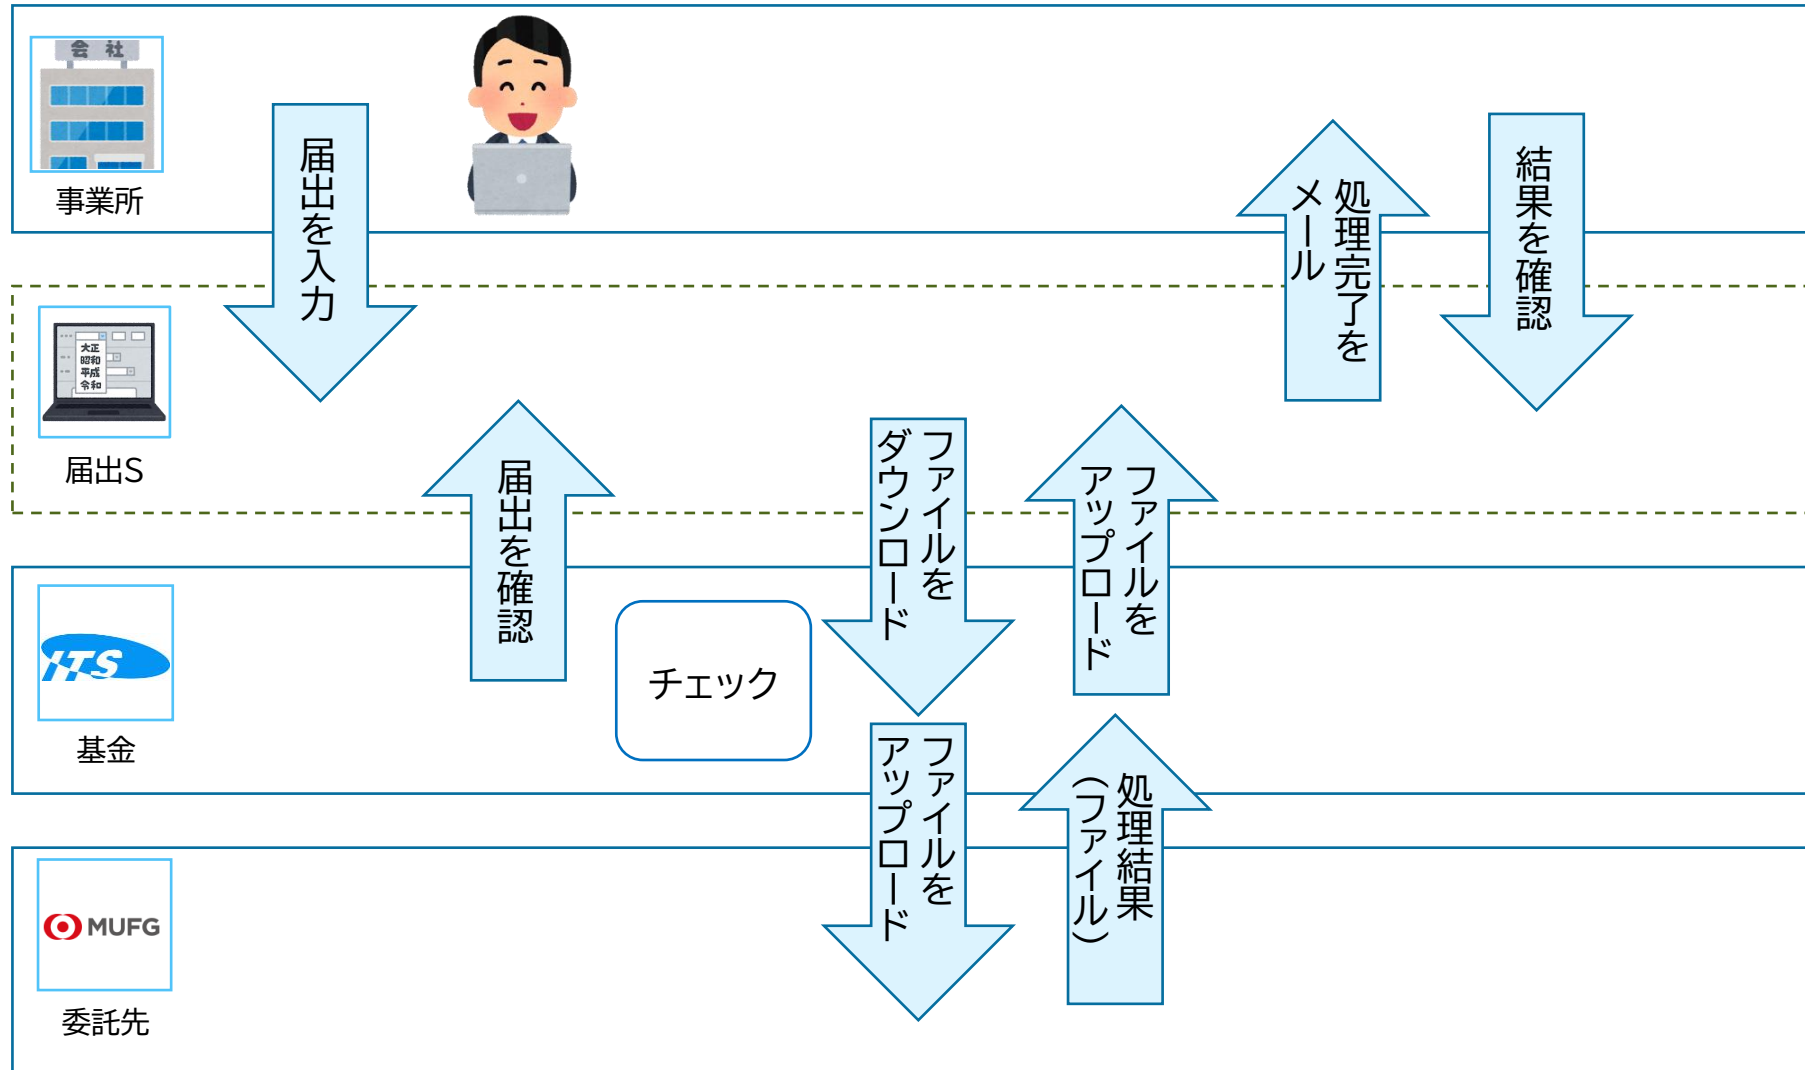 会社
事業所
届出を入力
処理完了を
メール
結果を確認
大正
昭和
平成
令和
届出S
届出を確認
ファイルを
ダウンロード
ファイルを
アップロード
ITS
基金
チェック
ファイルを
アップロード
処理結果
(ファイル)
MUFG
委託先